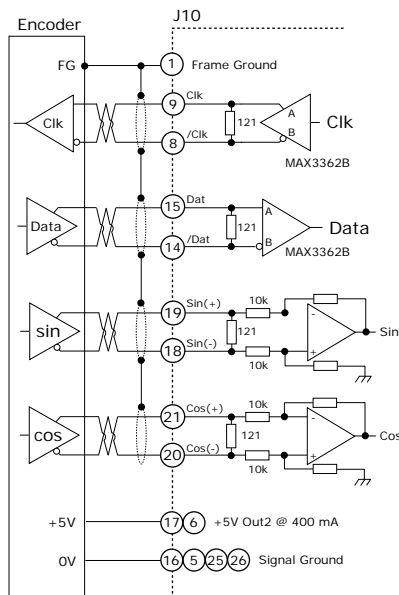 Encoder
J10
FG
1
Frame Ground
9
Clk
Clk
121
A
B
Clk
8
/Clk
MAX3362B
15
Dat
Data
121
A
B
Data
14
/Dat
MAX3362B
19
Sin(+)
10k
sin
121
-
+
Sin
18
Sin(-)
10k
21
Cos(+)
10k
cos
121
-
+
Cos
20
Cos(-)
10k
+5V
17 6
+5V Out2 @ 400 mA
0V
16 5 25 26
Signal Ground